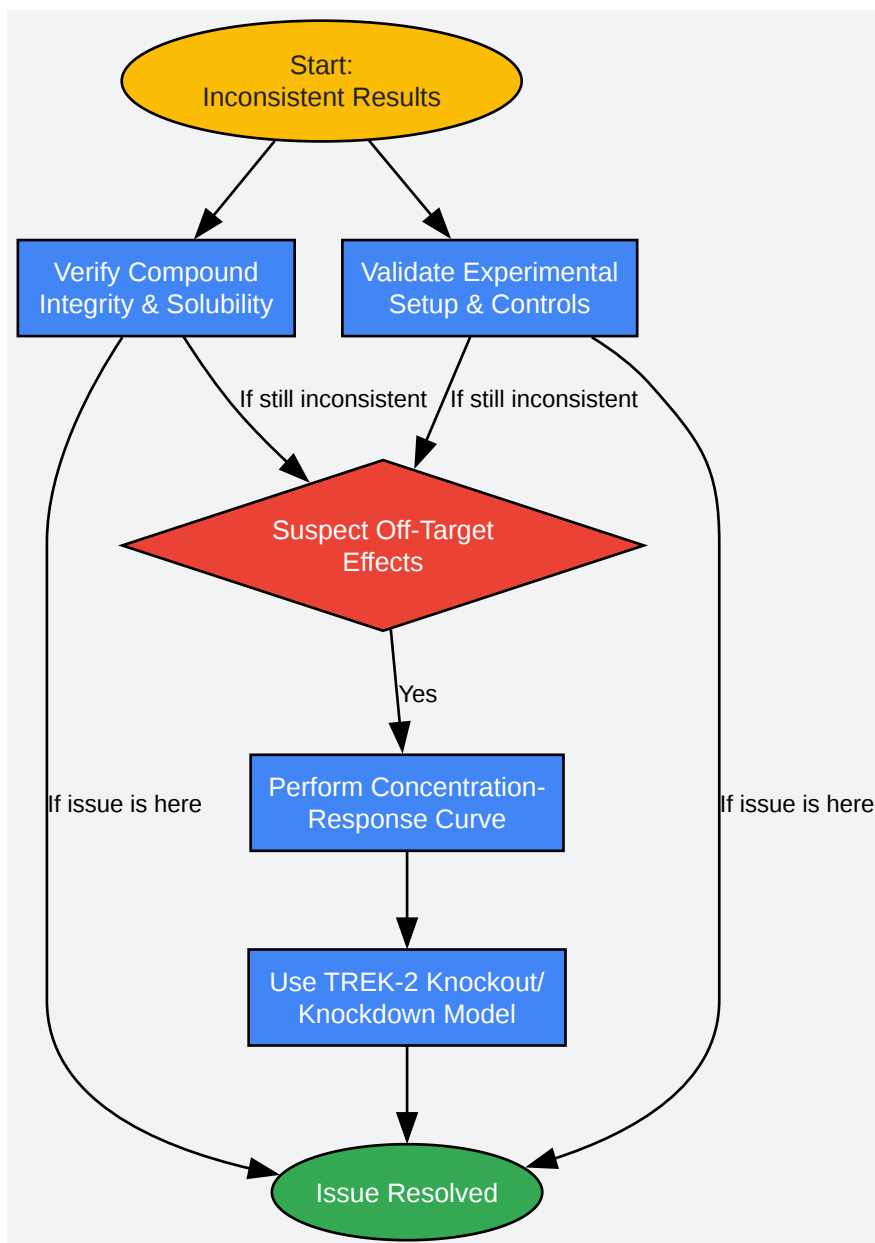 Start:
Inconsistent Results
Verify Compound
Integrity & Solubility
Validate Experimental
Setup & Controls
If still inconsistent
If still inconsistent
Suspect Off-Target
Effects
Yes
Perform Concentration-
Response Curve
If issue is here
If issue is here
Use TREK-2 Knockout/
Knockdown Model
Issue Resolved